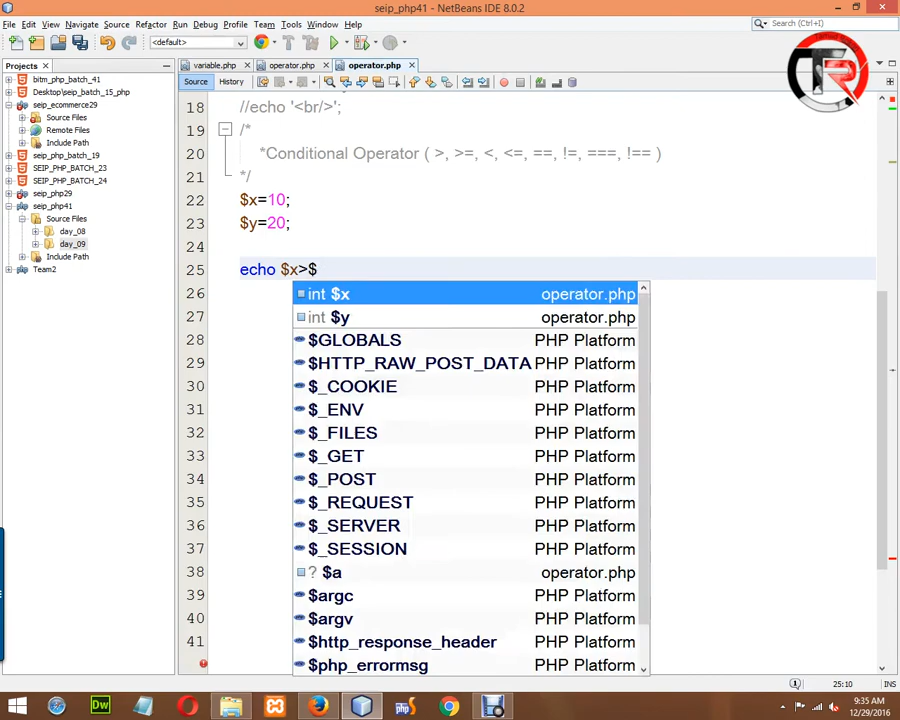 seip_php41 - NetBeans IDE 8.0.2
File Edit View Navigate Source Refactor Run Debug Profile Team Tools Window Help
Search (Ctrl+I)
<default>
Projects
variable.php
operator.php
operator.php
Source History
bitm_php_batch_41
Desktop\seip_batch_15_php
seip_ecommerce29
Source Files
Remote Files
Include Path
seip_php_batch_19
SEIP_PHP_BATCH_23
SEIP_PHP_BATCH_24
seip_php29
seip_php41
Source Files
day_08
day_09
Include Path
Team2
18 //echo '<br/>';
19 /*
20 *Conditional Operator ( >, >=, <, <=, ==, !=, ===, !== )
21 */
22 $x=10;
23 $y=20;
24
25 echo $x>$
26 int $x operator.php
27 int $y operator.php
28 $GLOBALS PHP Platform
29 $HTTP_RAW_POST_DATA PHP Platform
30 $_COOKIE PHP Platform
31 $_ENV PHP Platform
32 $_FILES PHP Platform
33 $_GET PHP Platform
34 $_POST PHP Platform
35 $_REQUEST PHP Platform
36 $_SERVER PHP Platform
37 $_SESSION PHP Platform
38 ? $a operator.php
39 $argc PHP Platform
40 $argv PHP Platform
41 $http_response_header PHP Platform
$php_errormsg PHP Platform
25:10 INS
Dw
php
9:35 AM
12/29/2016